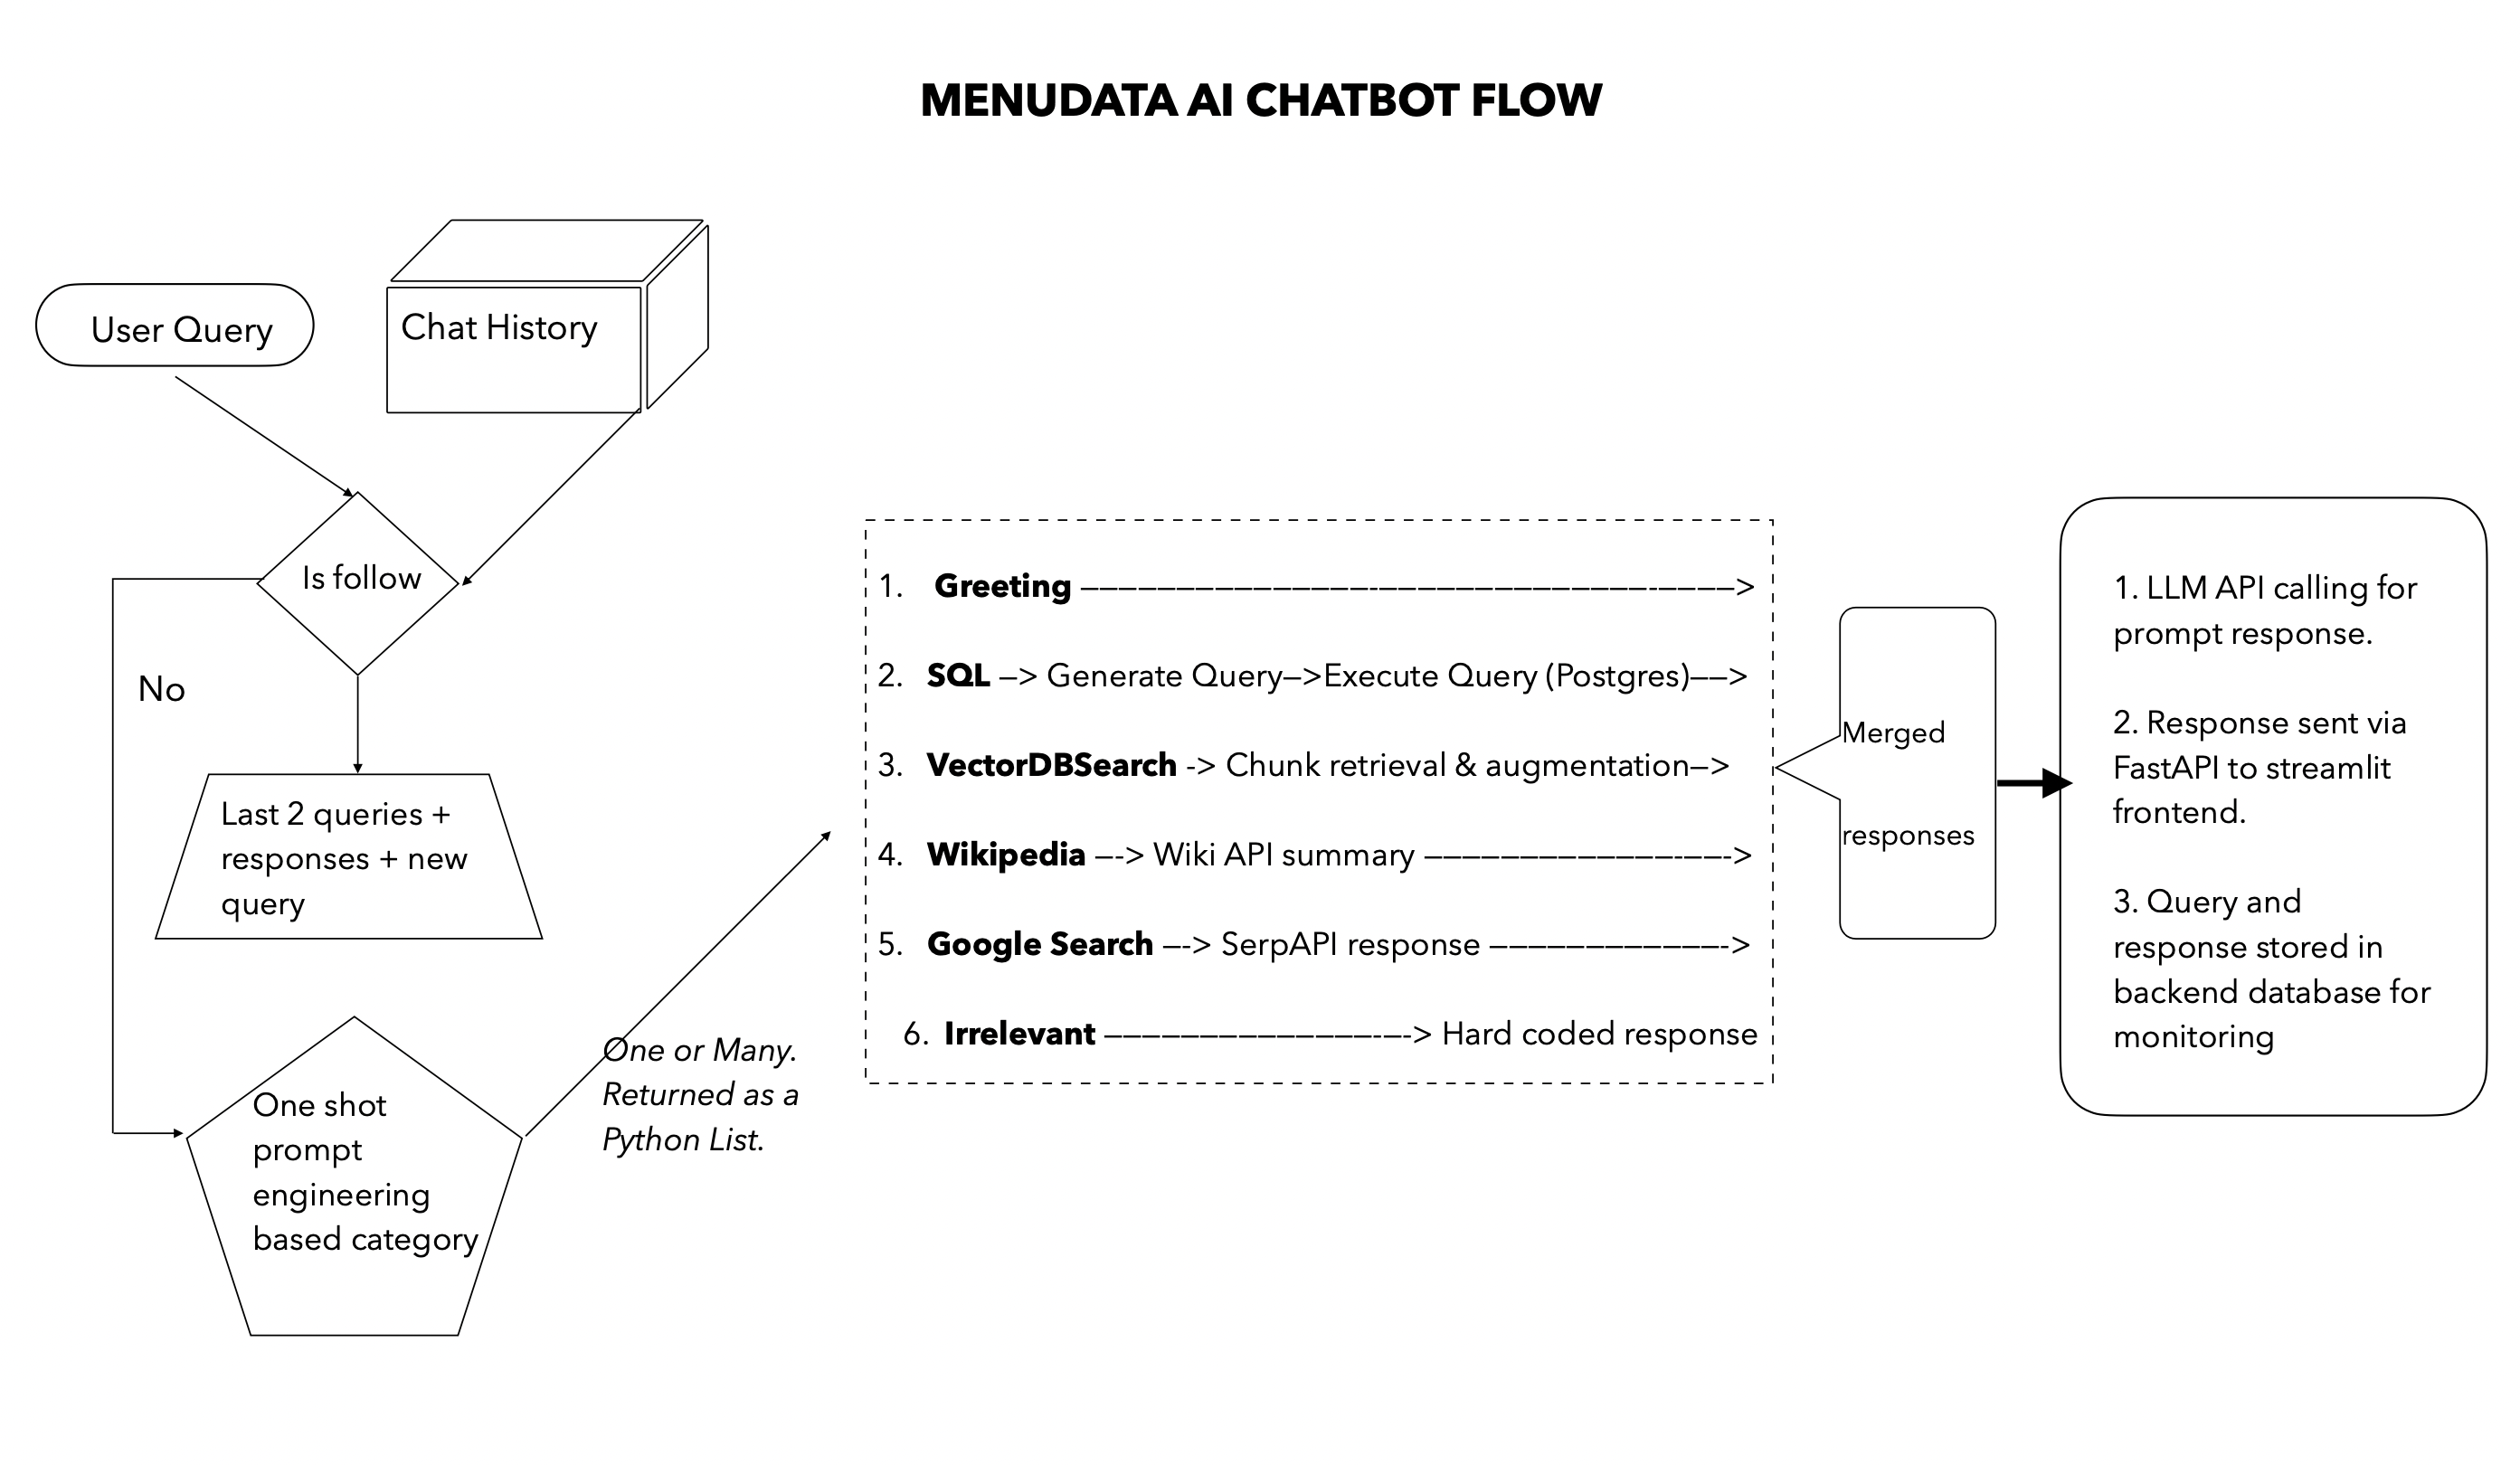 MENUDATA AI CHATBOT FLOW
User Query
Chat History
Is follow
No
Last 2 queries +
responses + new
query
One shot
prompt
engineering
based category
One or Many.
Returned as a
Python List.
1. Greeting ——————————————————-———————————————-————>
2. SQL —> Generate Query—>Execute Query (Postgres)——>
3. VectorDBSearch -> Chunk retrieval & augmentation—>
4. Wikipedia —-> Wiki API summary —————————————-——->
5. Google Search —-> SerpAPI response ————————————->
6. Irrelevant ——————————————-—-> Hard coded response
Merged
responses
1. LLM API calling for
prompt response.
2. Response sent via
FastAPI to streamlit
frontend.
3. Query and
response stored in
backend database for
monitoring